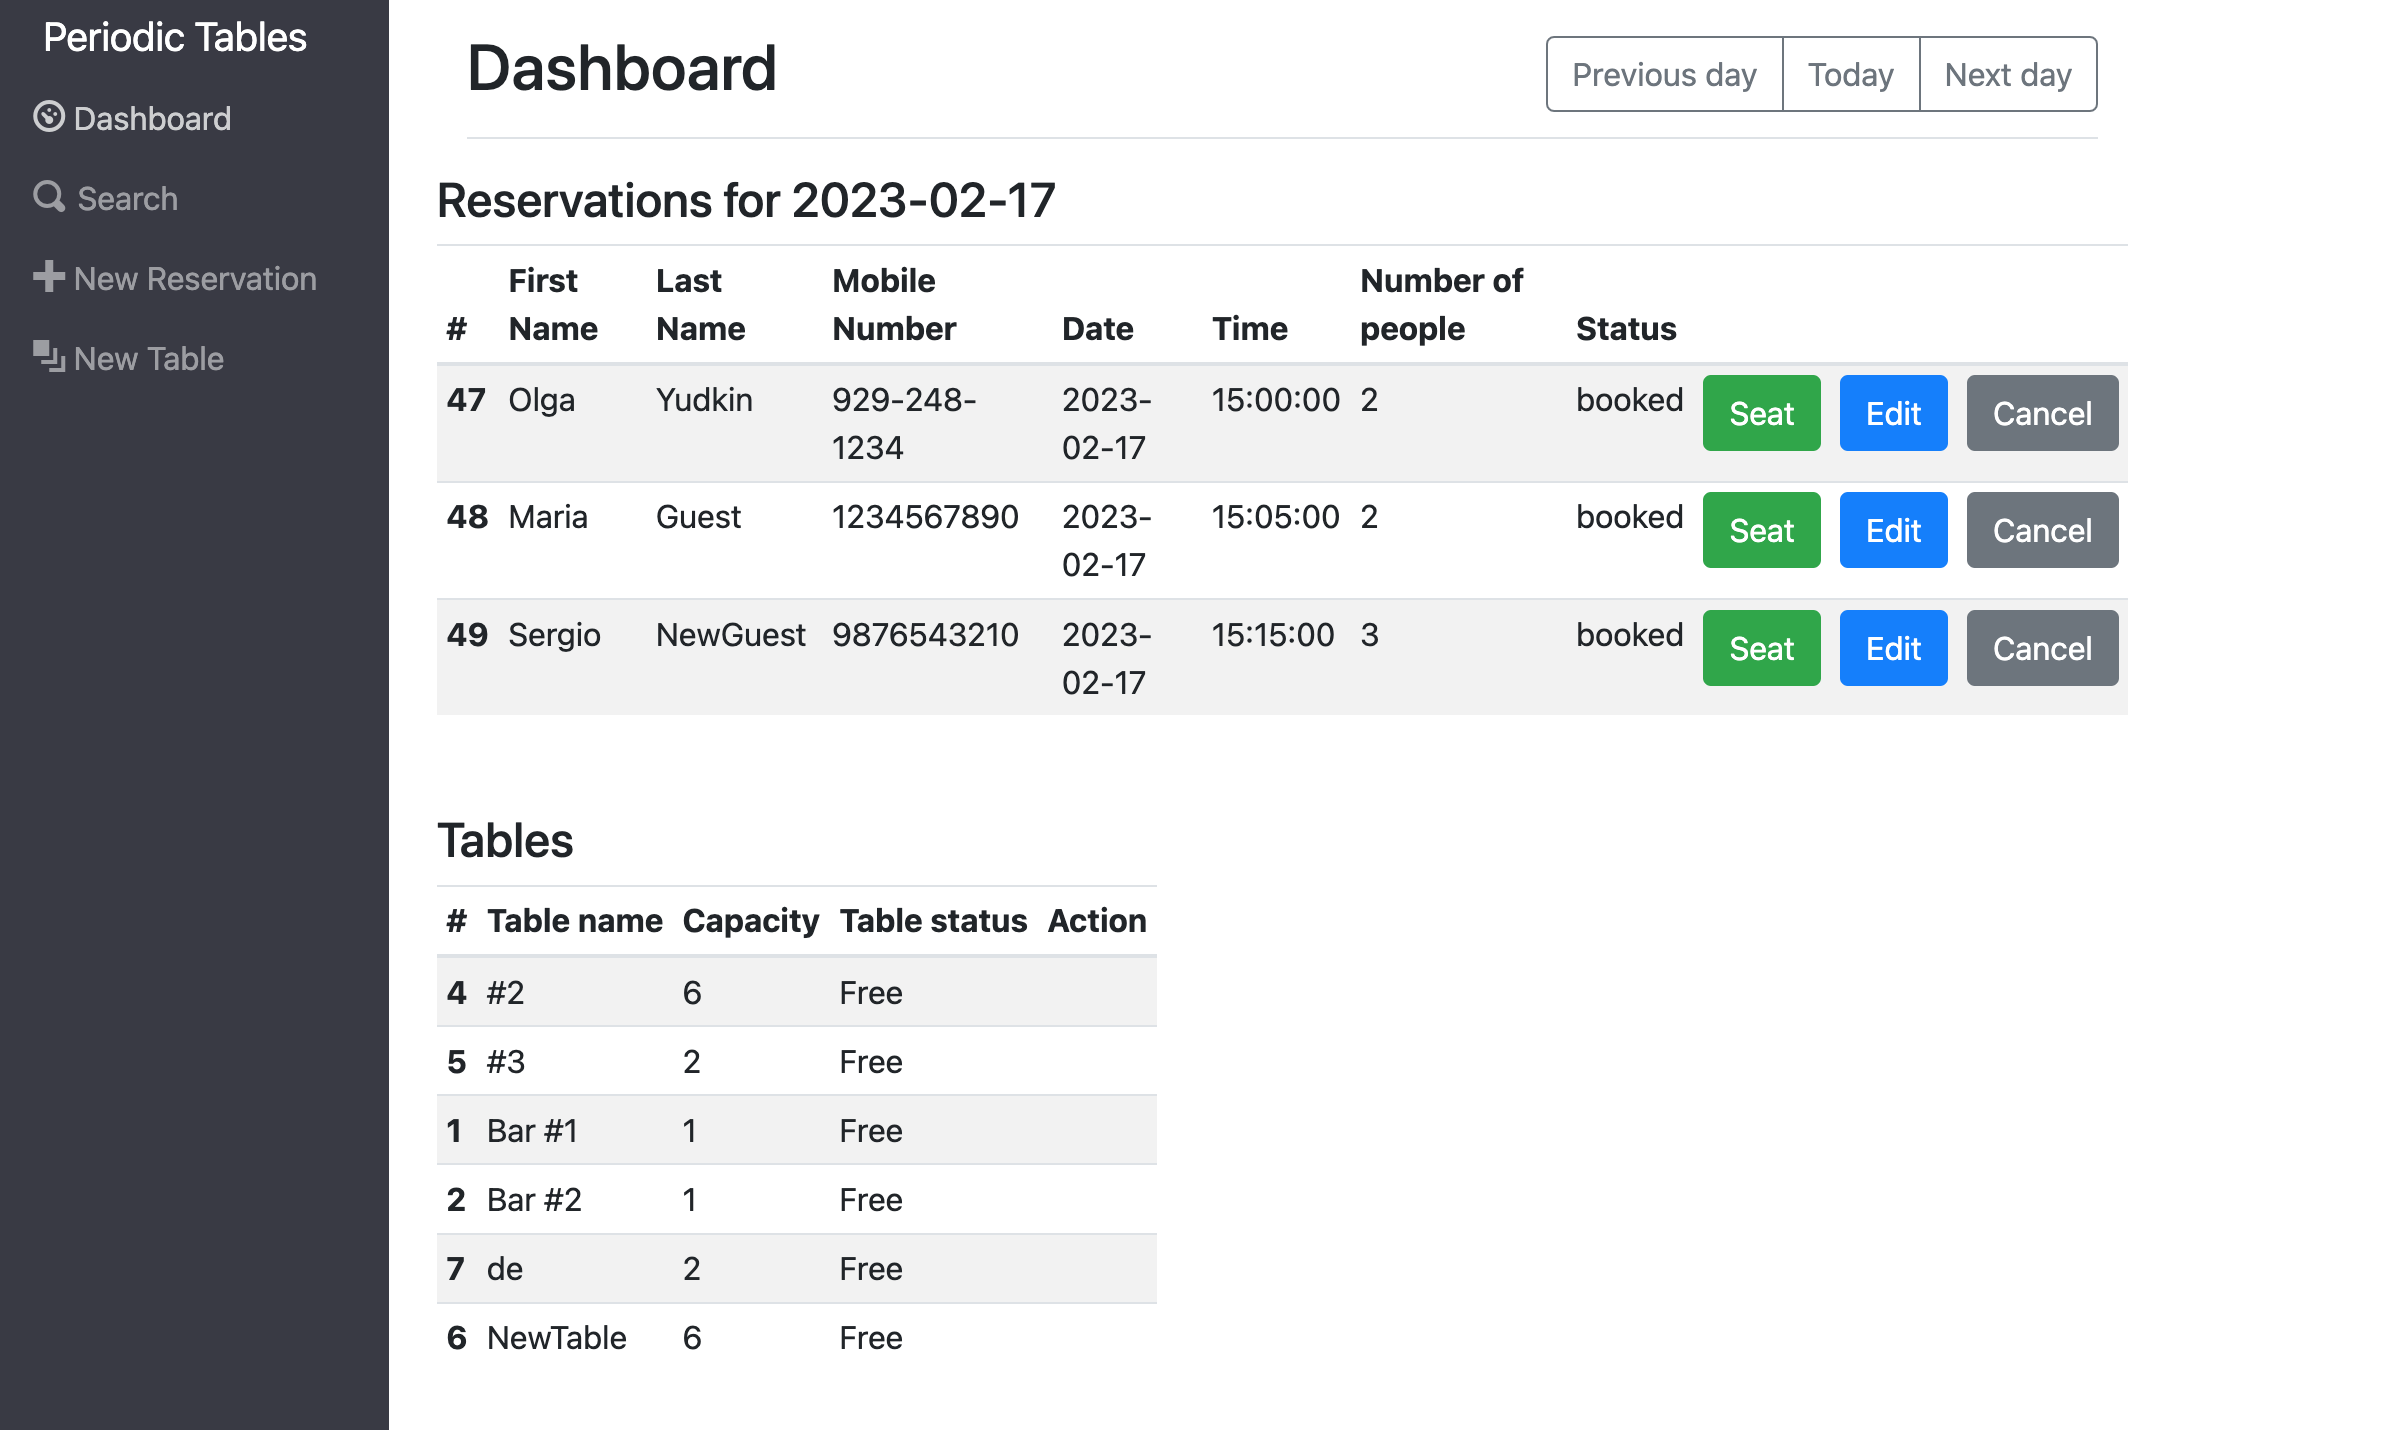 Periodic Tables
Dashboard
Search
New Reservation
New Table
Dashboard
Previous day Today Next day
Reservations for 2023-02-17
# First Name Last Name Mobile Number Date Time Number of people Status
47 Olga Yudkin 929-248-1234 2023-02-17 15:00:00 2 booked Seat Edit Cancel
48 Maria Guest 1234567890 2023-02-17 15:05:00 2 booked Seat Edit Cancel
49 Sergio NewGuest 9876543210 2023-02-17 15:15:00 3 booked Seat Edit Cancel
Tables
# Table name Capacity Table status Action
4 #2 6 Free
5 #3 2 Free
1 Bar #1 1 Free
2 Bar #2 1 Free
7 de 2 Free
6 NewTable 6 Free